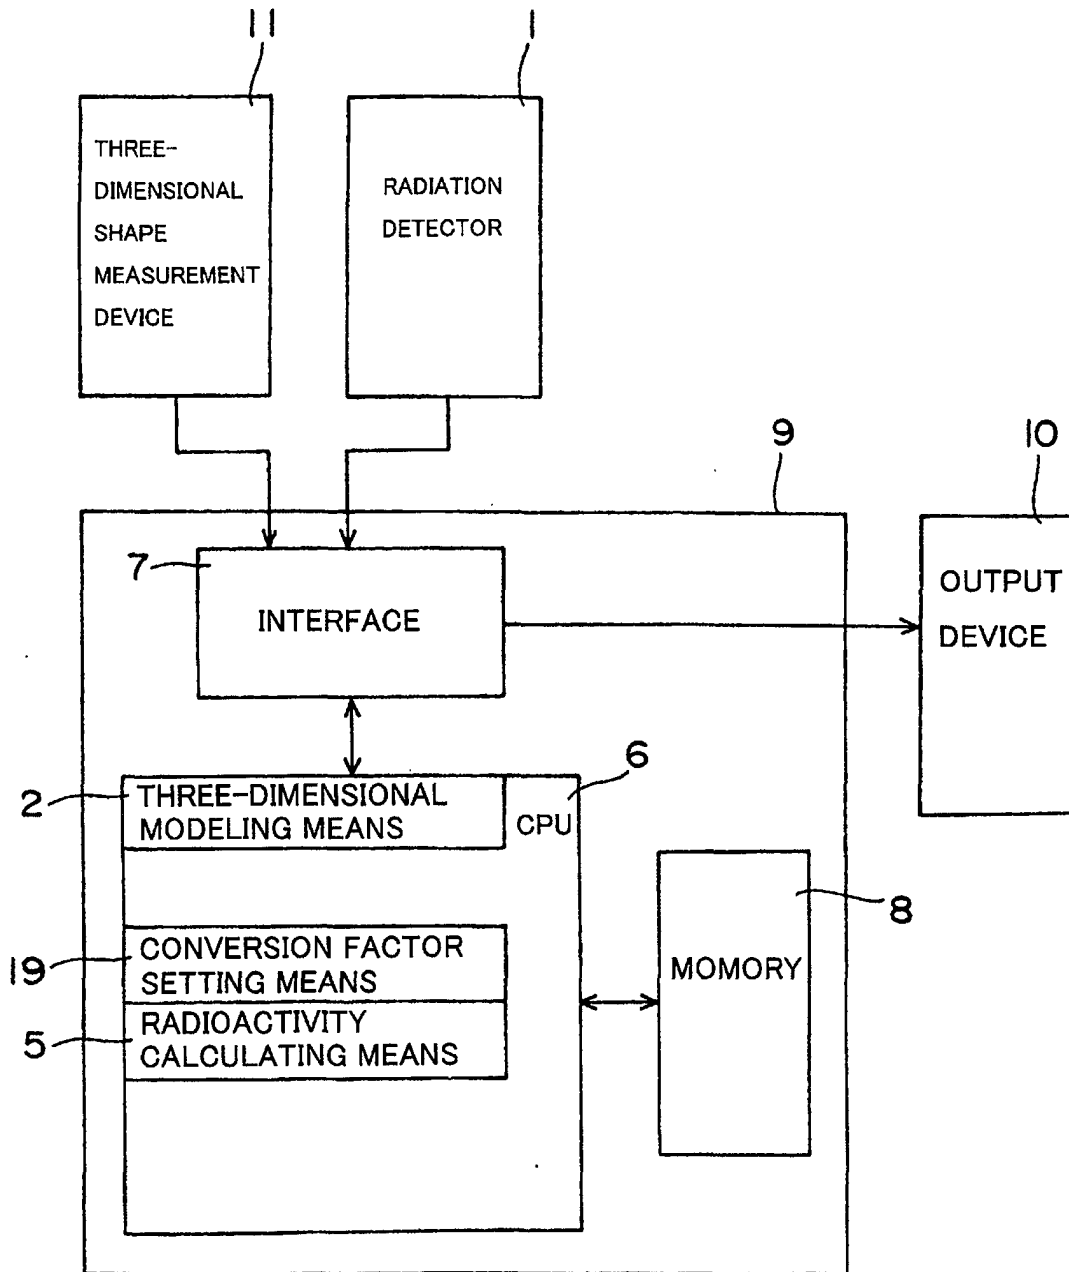 11
1
THREE-
DIMENSIONAL
SHAPE
MEASUREMENT
DEVICE
RADIATION
DETECTOR
9
10
7
INTERFACE
OUTPUT
DEVICE
6
2
THREE-DIMENSIONAL
MODELING MEANS
CPU
8
19
CONVERSION FACTOR
SETTING MEANS
MOMORY
5
RADIOACTIVITY
CALCULATING MEANS